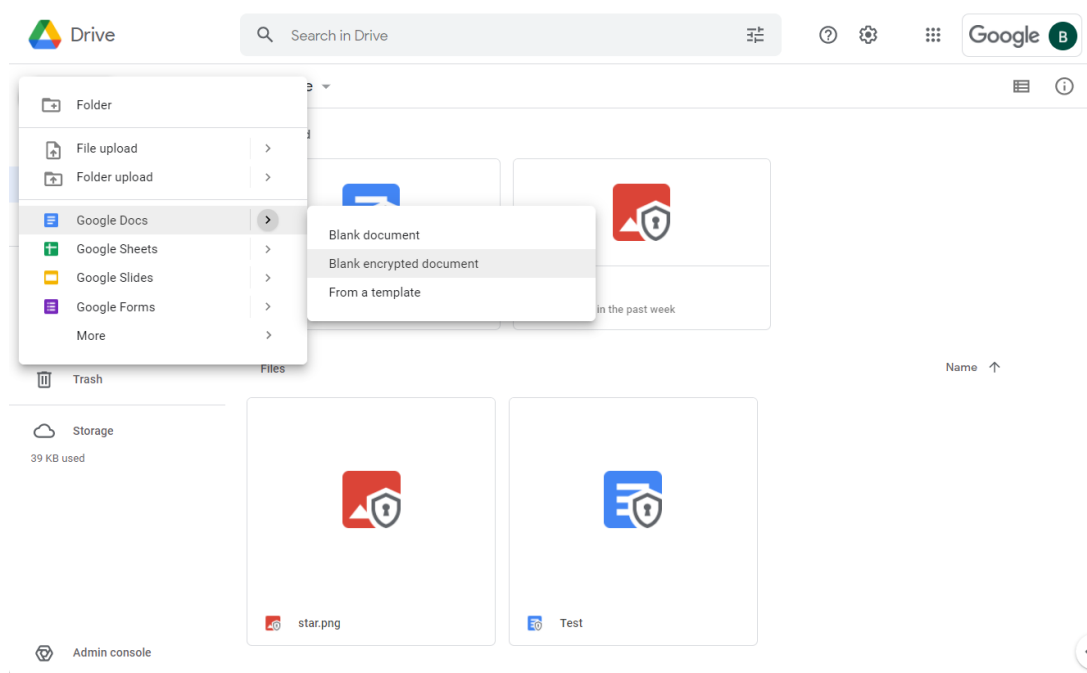 Drive
Search in Drive
Google B
Folder
File upload
Folder upload
Google Docs
Google Sheets
Google Slides
Google Forms
More
Blank document
Blank encrypted document
From a template
in the past week
Trash
Files
Name
Storage
39 KB used
star.png
Test
Admin console